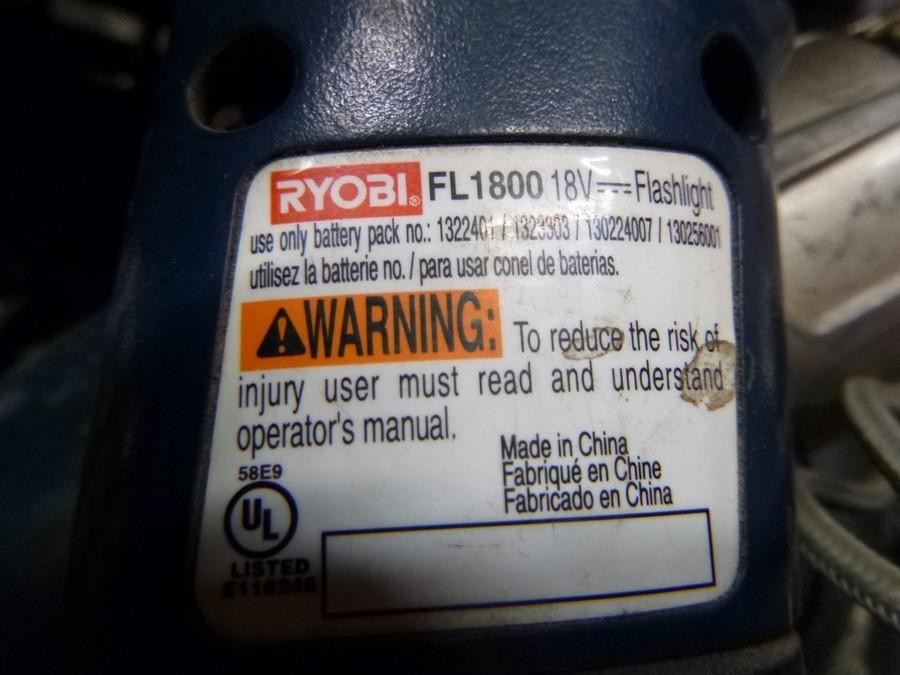 RYOBI® FL1800 18V⎓Flashlight
use only battery pack no.: 1322401 / 1323303 / 130224007 / 130256001
utilisez la batterie no. / para usar conel de baterias.
WARNING: To reduce the risk of
injury user must read and understand
operator's manual.
Made in China
Fabriqué en Chine
Fabricado en China
58E9
UL
LISTED
E116246